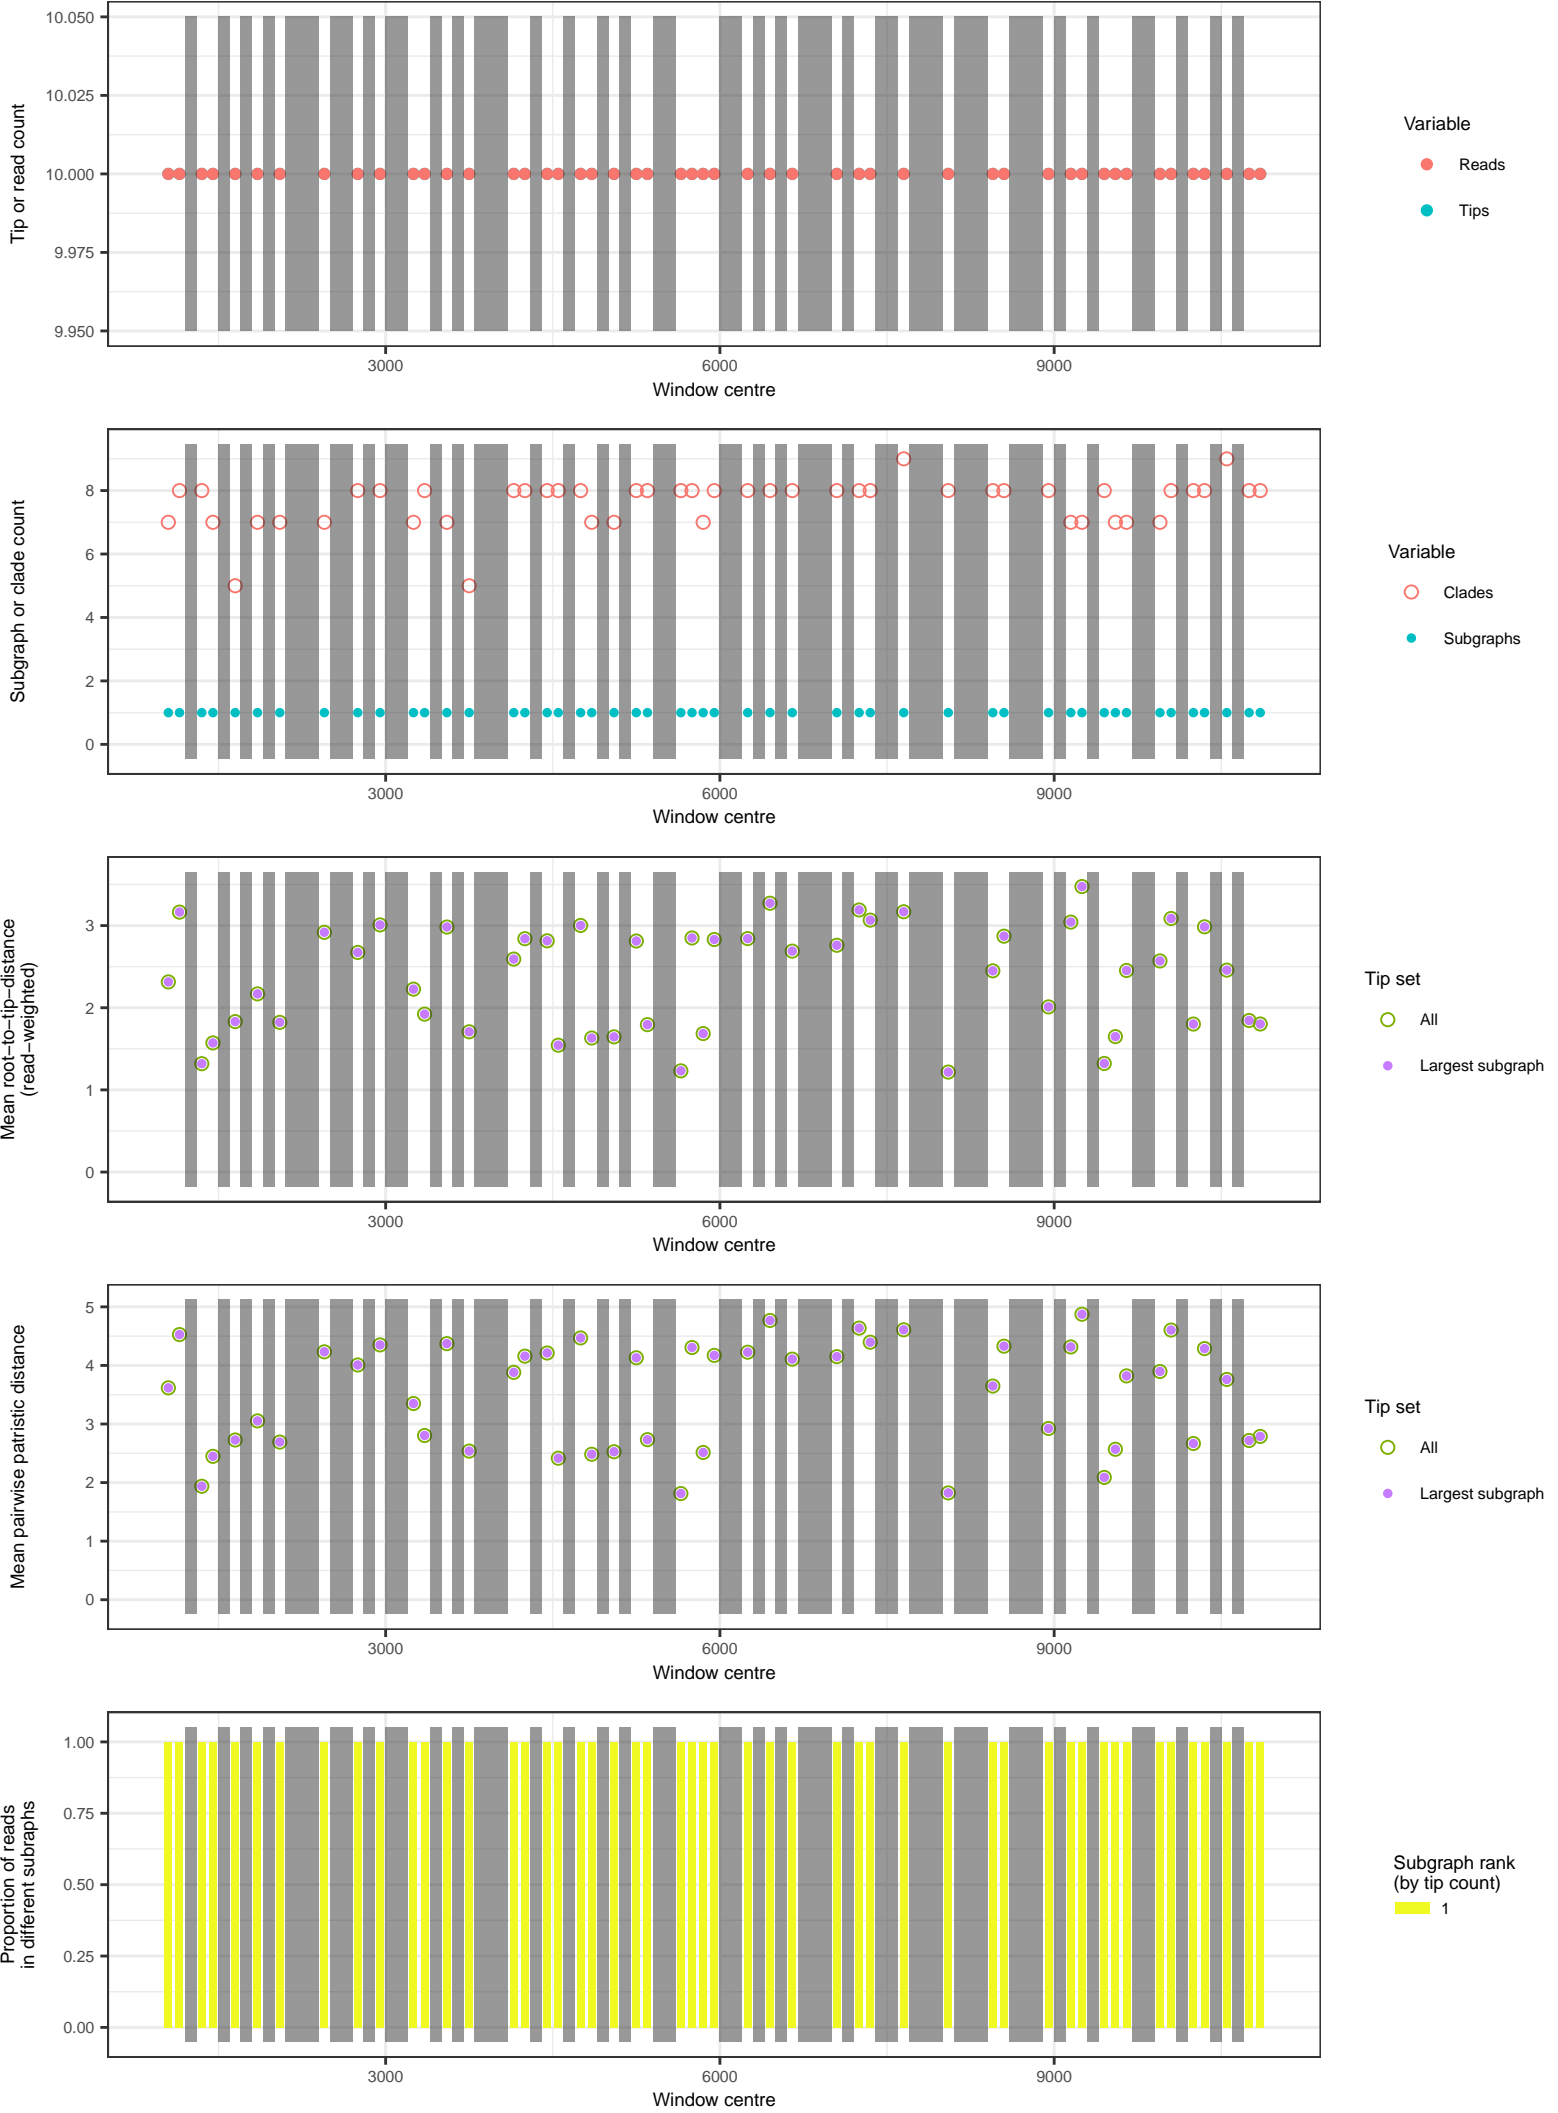 10.050
10.025
10.000
9.975
9.950
Tip or read count
3000 6000 9000
Window centre
Variable
Reads
Tips
8
6
4
2
0
Subgraph or clade count
3000 6000 9000
Window centre
Variable
Clades
Subgraphs
3
2
1
0
Mean root−to−tip−distance
(read−weighted)
3000 6000 9000
Window centre
Tip set
All
Largest subgraph
5
4
3
2
1
0
Mean pairwise patristic distance
3000 6000 9000
Window centre
Tip set
All
Largest subgraph
1.00
0.75
0.50
0.25
0.00
Proportion of reads
in different subraphs
3000 6000 9000
Window centre
Subgraph rank
(by tip count)
1